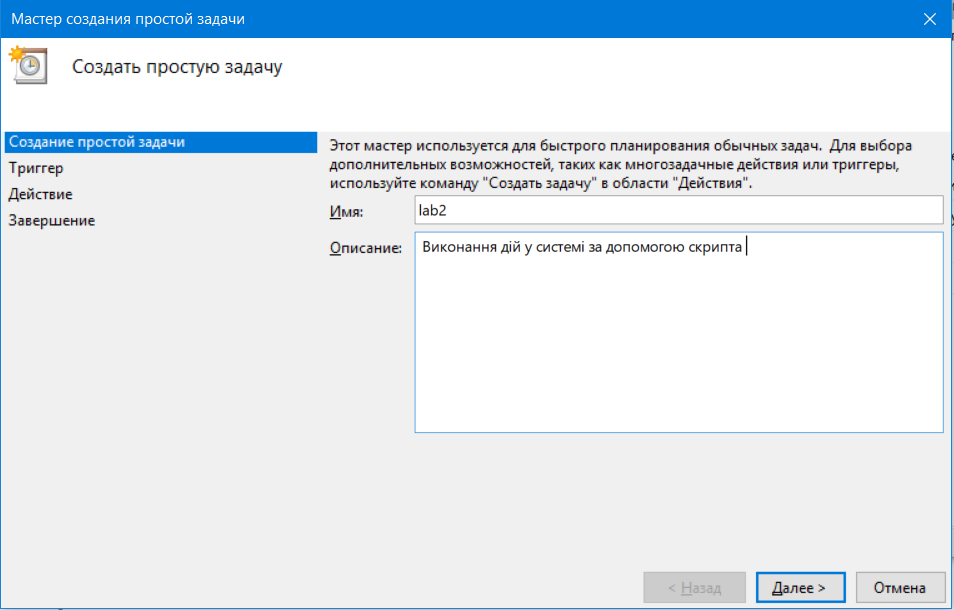 Мастер создания простой задачи
Создать простую задачу
Создание простой задачи
Триггер
Действие
Завершение
Этот мастер используется для быстрого планирования обычных задач. Для выбора
дополнительных возможностей, таких как многозадачные действия или триггеры,
используйте команду "Создать задачу" в области "Действия".
Имя: lab2
Описание: Виконання дій у системі за допомогою скрипта
< Назад Далее > Отмена